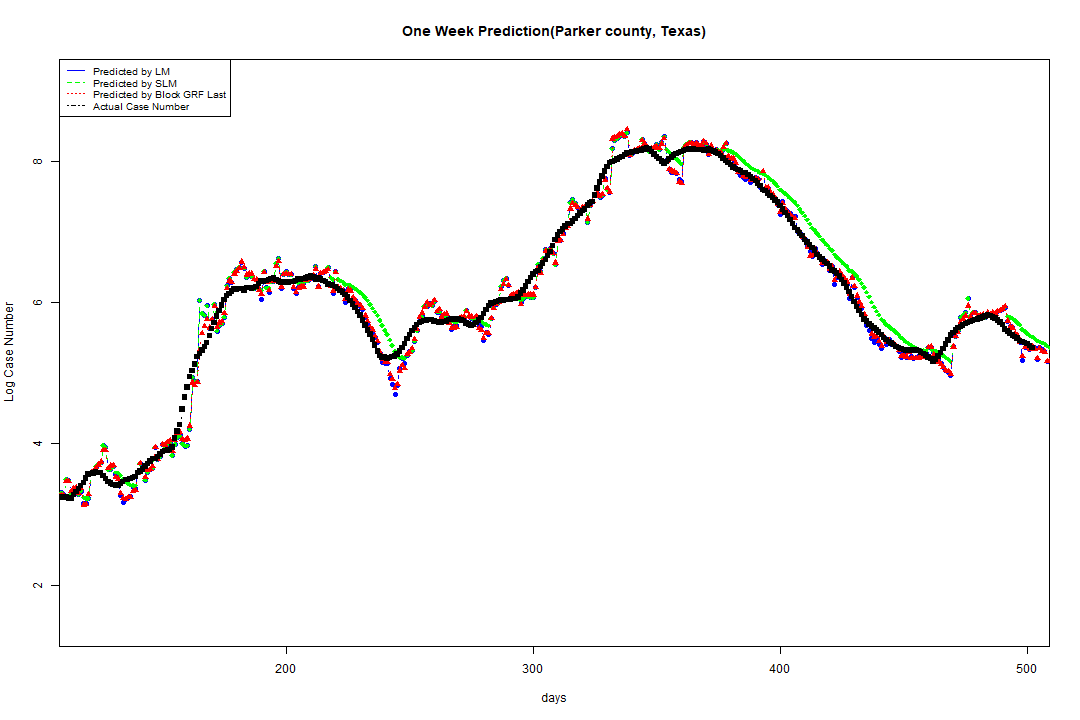 One Week Prediction(Parker county, Texas)
Predicted by LM
Predicted by SLM
Predicted by Block GRF Last
Actual Case Number
8
6
4
2
Log Case Number
200
300
400
500
days